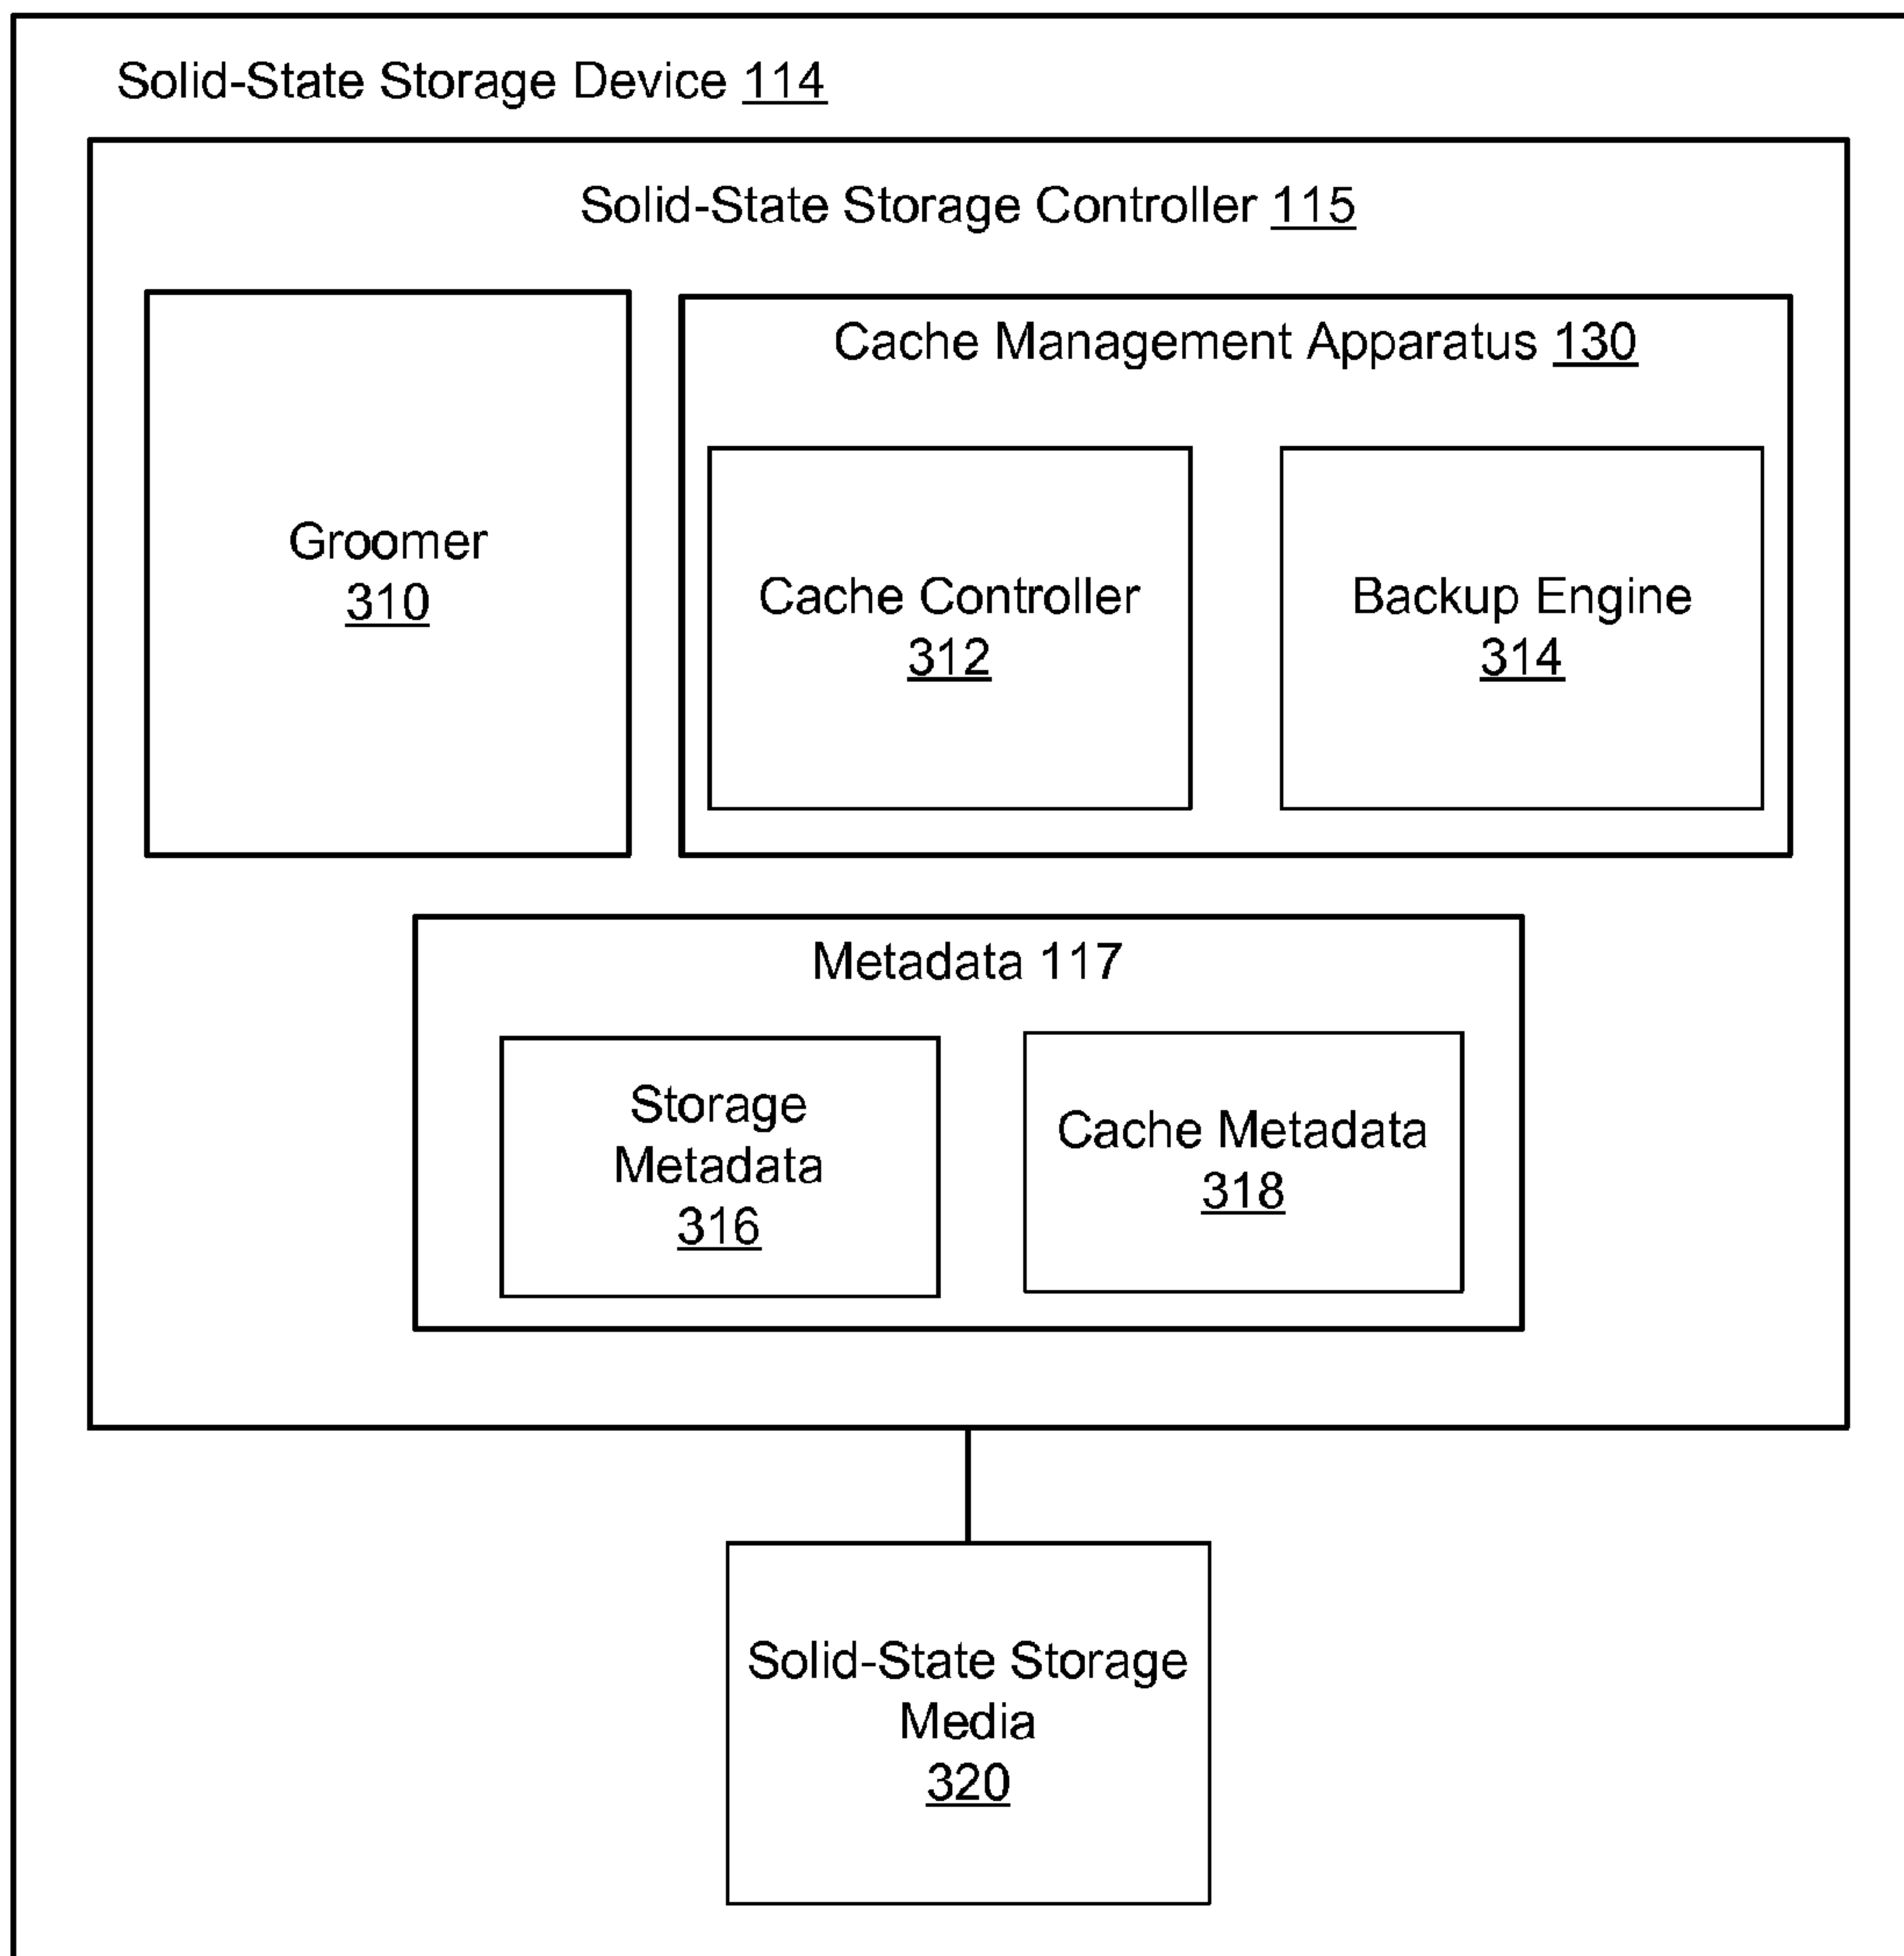 Solid-State Storage Device 114
Solid-State Storage Controller 115
Groomer
310
Cache Management Apparatus 130
Cache Controller
312
Backup Engine
314
Metadata 117
Storage
Metadata
316
Cache Metadata
318
Solid-State Storage
Media
320